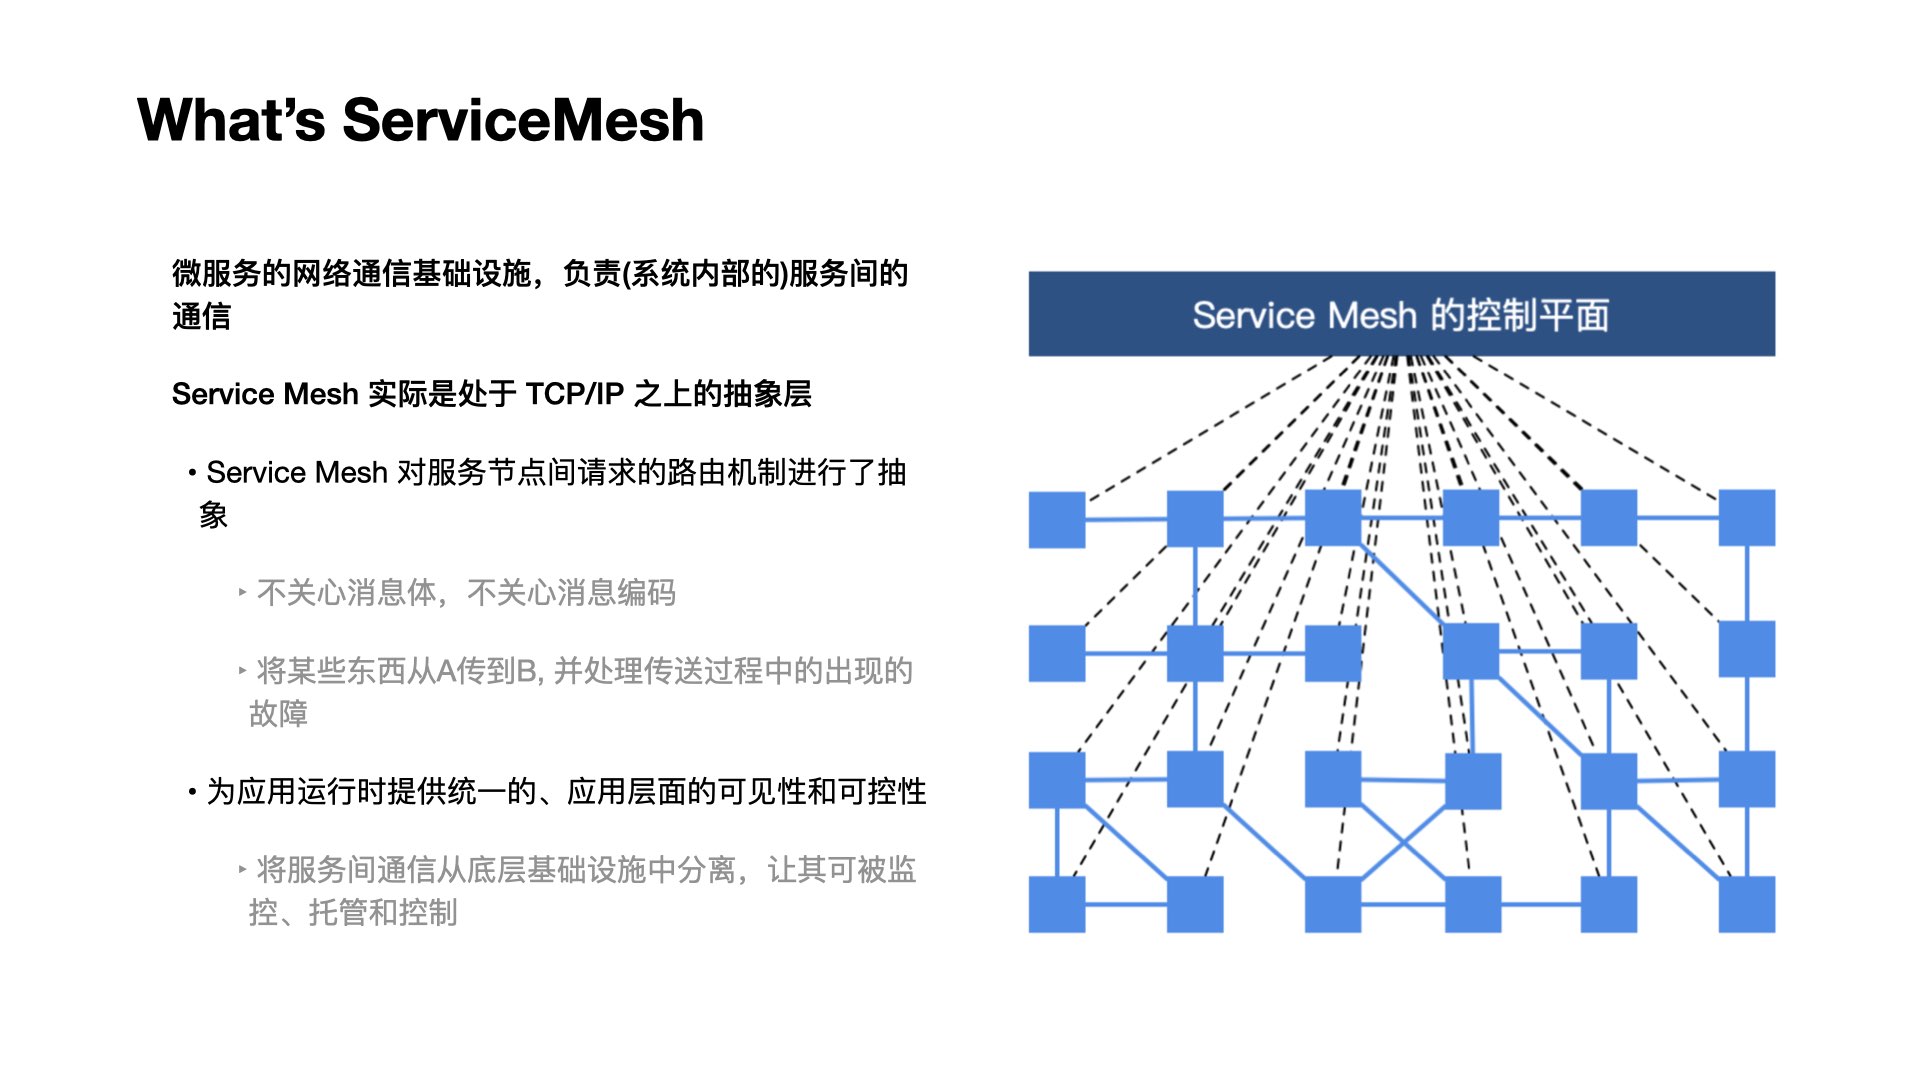 What’s ServiceMesh
微服务的网络通信基础设施，负责(系统内部的)服务间的
通信
Service Mesh 实际是处于 TCP/IP 之上的抽象层
• Service Mesh 对服务节点间请求的路由机制进行了抽
象
‣ 不关心消息体，不关心消息编码
‣ 将某些东西从A传到B, 并处理传送过程中的出现的
故障
• 为应用运行时提供统一的、应用层面的可见性和可控性
‣ 将服务间通信从底层基础设施中分离，让其可被监
控、托管和控制
Service Mesh 的控制平面